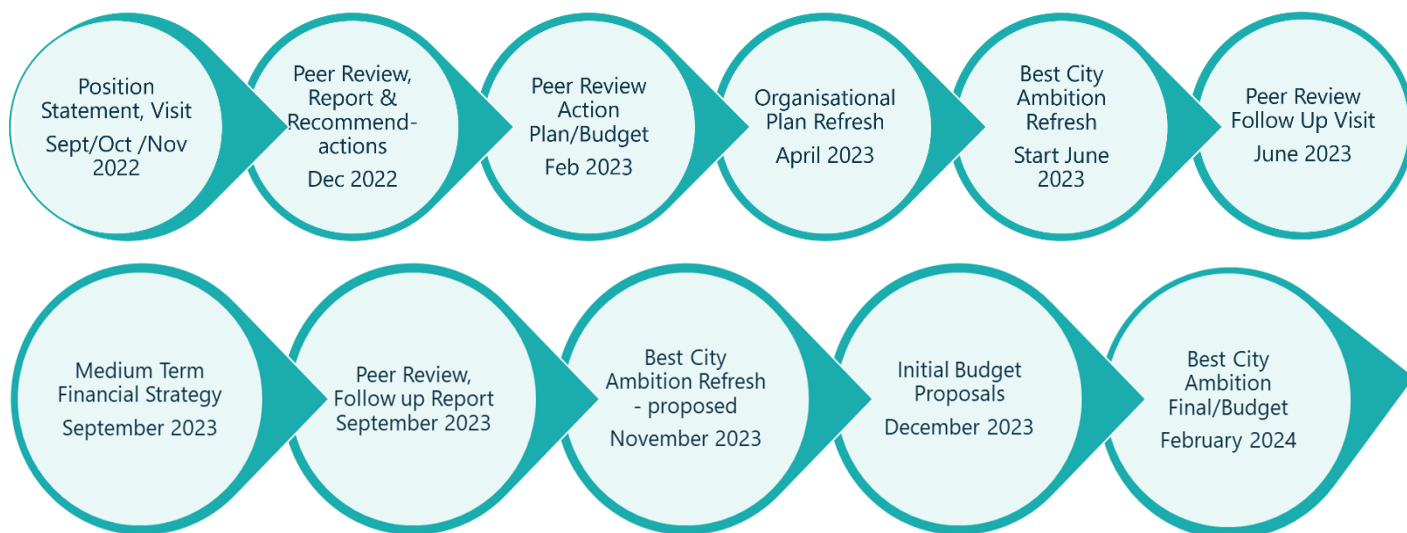 Position
Statement, Visit
Sept/Oct /Nov
2022
Peer Review,
Report &
Recommend-
actions
Dec 2022
Peer Review
Action
Plan/Budget
Feb 2023
Organisational
Plan Refresh
April 2023
Best City
Ambition
Refresh
Start June
2023
Peer Review
Follow Up Visit
June 2023
Medium Term
Financial Strategy
September 2023
Peer Review,
Follow up Report
September 2023
Best City
Ambition Refresh
- proposed
November 2023
Initial Budget
Proposals
December 2023
Best City
Ambition
Final/Budget
February 2024